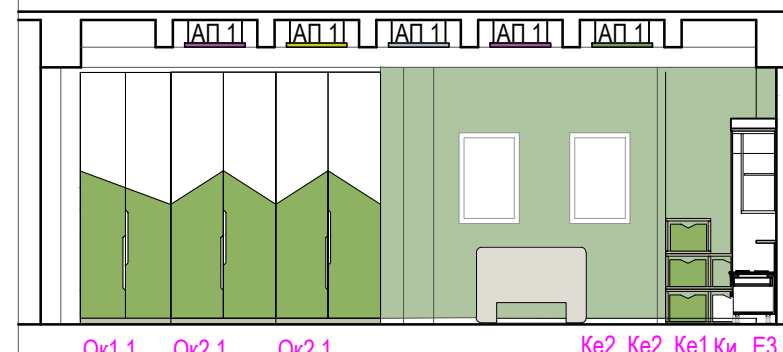 АП 1 АП 1 АП 1 АП 1 АП 1
Ок1.1 Ок2.1 Ок2.1 Ке2 Ке2 Ке1 Ки Е3